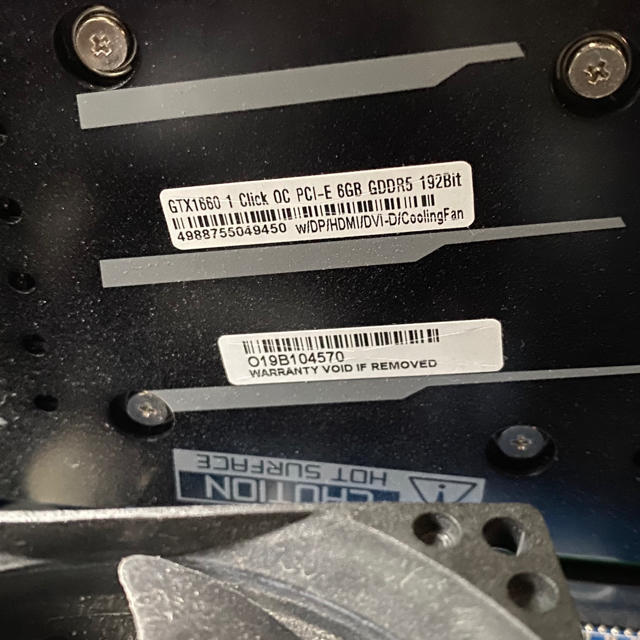 GTX1660 1 Click OC PCI-E 6GB GDDR5 192Bit
4988755049450 w/DP/HDMI/DVI-D/CoolingFan
O19B104570
WARRANTY VOID IF REMOVED
CAUTION
HOT SURFACE